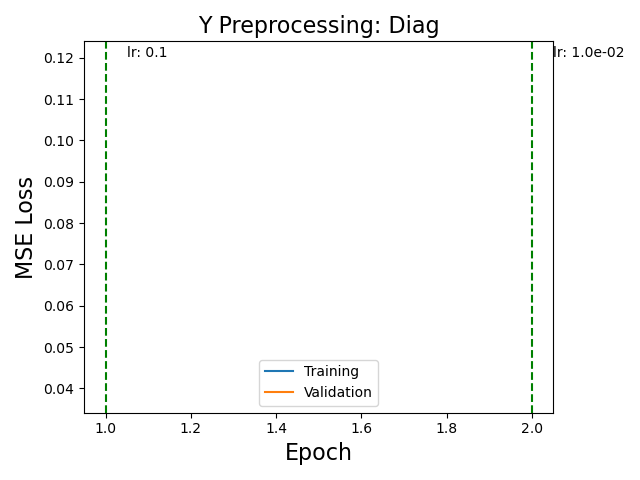 Y Preprocessing: Diag
lr: 0.1
lr: 1.0e-02
0.12
0.11
0.10
0.09
0.08
0.07
0.06
0.05
0.04
MSE Loss
Training
Validation
1.0
1.2
1.4
1.6
1.8
2.0
Epoch